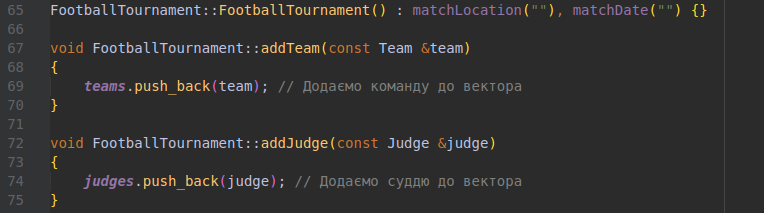 65 FootballTournament::FootballTournament() : matchLocation(""), matchDate("") {}
66
67 void FootballTournament::addTeam(const Team &team)
68 {
69     teams.push_back(team); // Додаємо команду до вектора
70 }
71
72 void FootballTournament::addJudge(const Judge &judge)
73 {
74     judges.push_back(judge); // Додаємо суддю до вектора
75 }